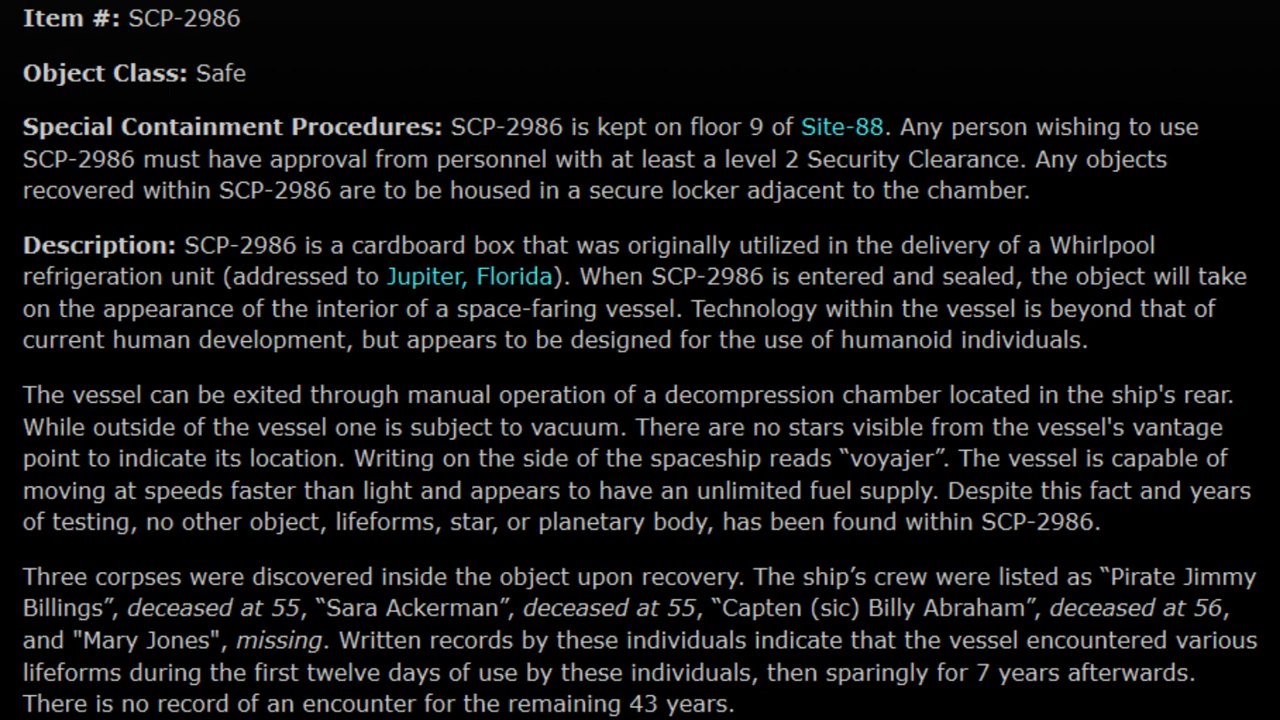 Item #: SCP-2986
Object Class: Safe
Special Containment Procedures: SCP-2986 is kept on floor 9 of Site-88. Any person wishing to use
SCP-2986 must have approval from personnel with at least a level 2 Security Clearance. Any objects
recovered within SCP-2986 are to be housed in a secure locker adjacent to the chamber.
Description: SCP-2986 is a cardboard box that was originally utilized in the delivery of a Whirlpool
refrigeration unit (addressed to Jupiter, Florida). When SCP-2986 is entered and sealed, the object will take
on the appearance of the interior of a space-faring vessel. Technology within the vessel is beyond that of
current human development, but appears to be designed for the use of humanoid individuals.
The vessel can be exited through manual operation of a decompression chamber located in the ship's rear.
While outside of the vessel one is subject to vacuum. There are no stars visible from the vessel's vantage
point to indicate its location. Writing on the side of the spaceship reads “voyajer”. The vessel is capable of
moving at speeds faster than light and appears to have an unlimited fuel supply. Despite this fact and years
of testing, no other object, lifeforms, star, or planetary body, has been found within SCP-2986.
Three corpses were discovered inside the object upon recovery. The ship’s crew were listed as “Pirate Jimmy
Billings”, deceased at 55, “Sara Ackerman”, deceased at 55, “Capten (sic) Billy Abraham”, deceased at 56,
and "Mary Jones", missing. Written records by these individuals indicate that the vessel encountered various
lifeforms during the first twelve days of use by these individuals, then sparingly for 7 years afterwards.
There is no record of an encounter for the remaining 43 years.